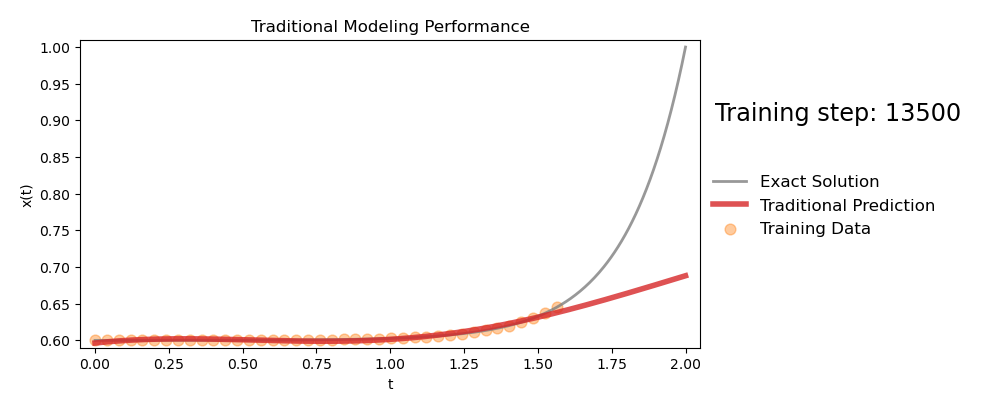 Traditional Modeling Performance
1.00
0.95
0.90
0.85
0.80
0.75
0.70
0.65
0.60
x(t)
0.00 0.25 0.50 0.75 1.00 1.25 1.50 1.75 2.00
t
Training step: 13500
Exact Solution
Traditional Prediction
Training Data